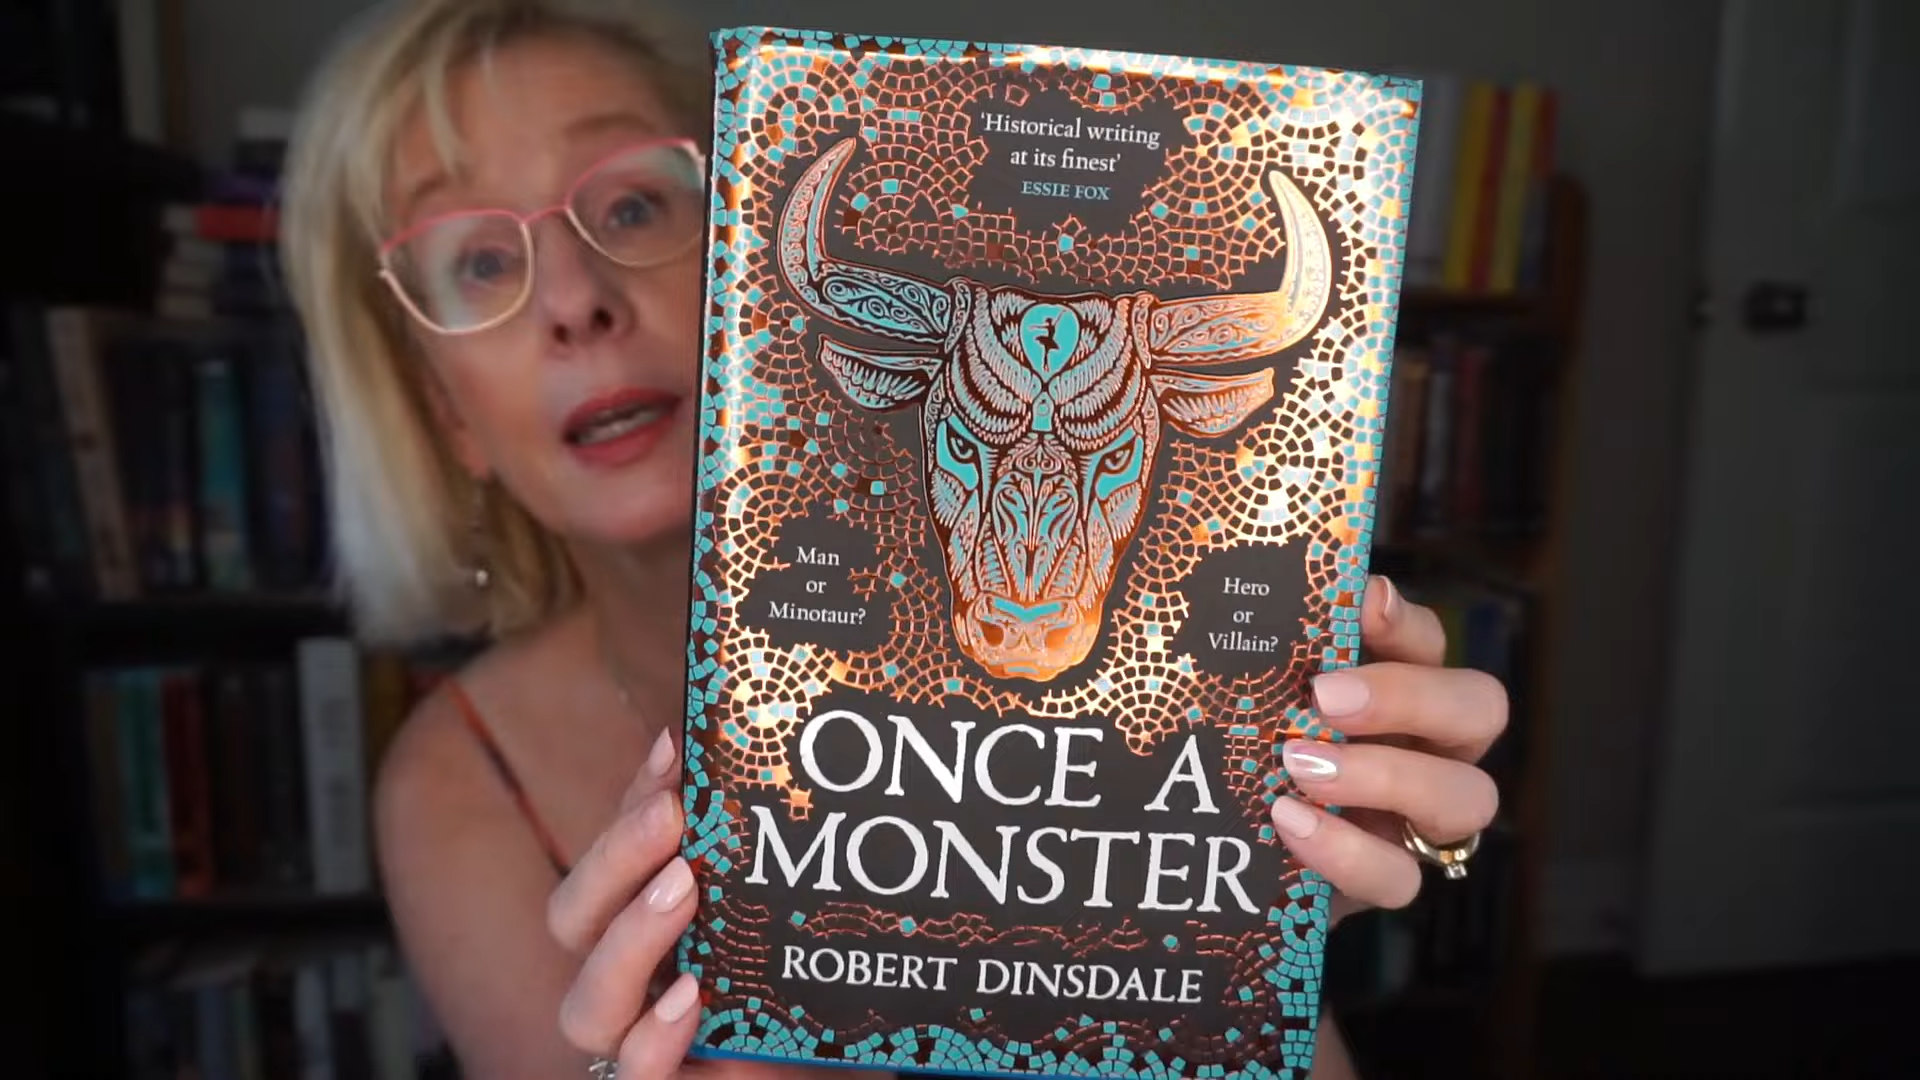 'Historical writing
at its finest'
ESSIE FOX
Man
or
Minotaur?
Hero
or
Villain?
ONCE A
MONSTER
ROBERT DINSDALE